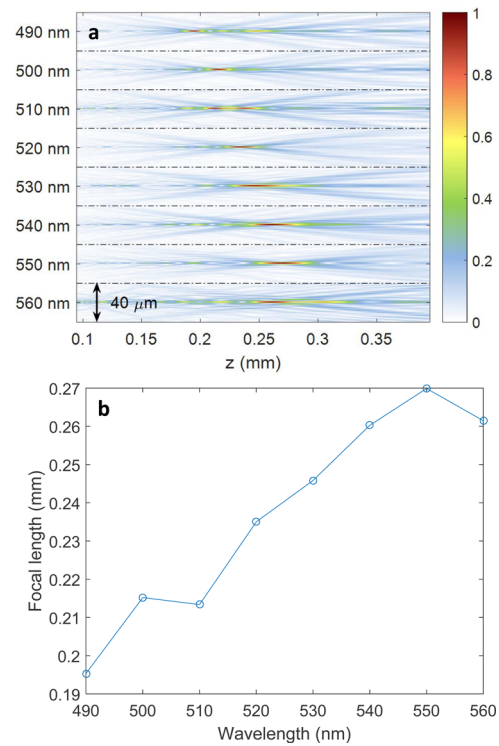 a
490 nm
500 nm
510 nm
520 nm
530 nm
540 nm
550 nm
560 nm
40 μm
0.1 0.15 0.2 0.25 0.3 0.35
z (mm)
1
0.8
0.6
0.4
0.2
0
b
0.27
0.26
0.25
0.24
0.23
0.22
0.21
0.2
0.19
Focal length (mm)
490 500 510 520 530 540 550 560
Wavelength (nm)